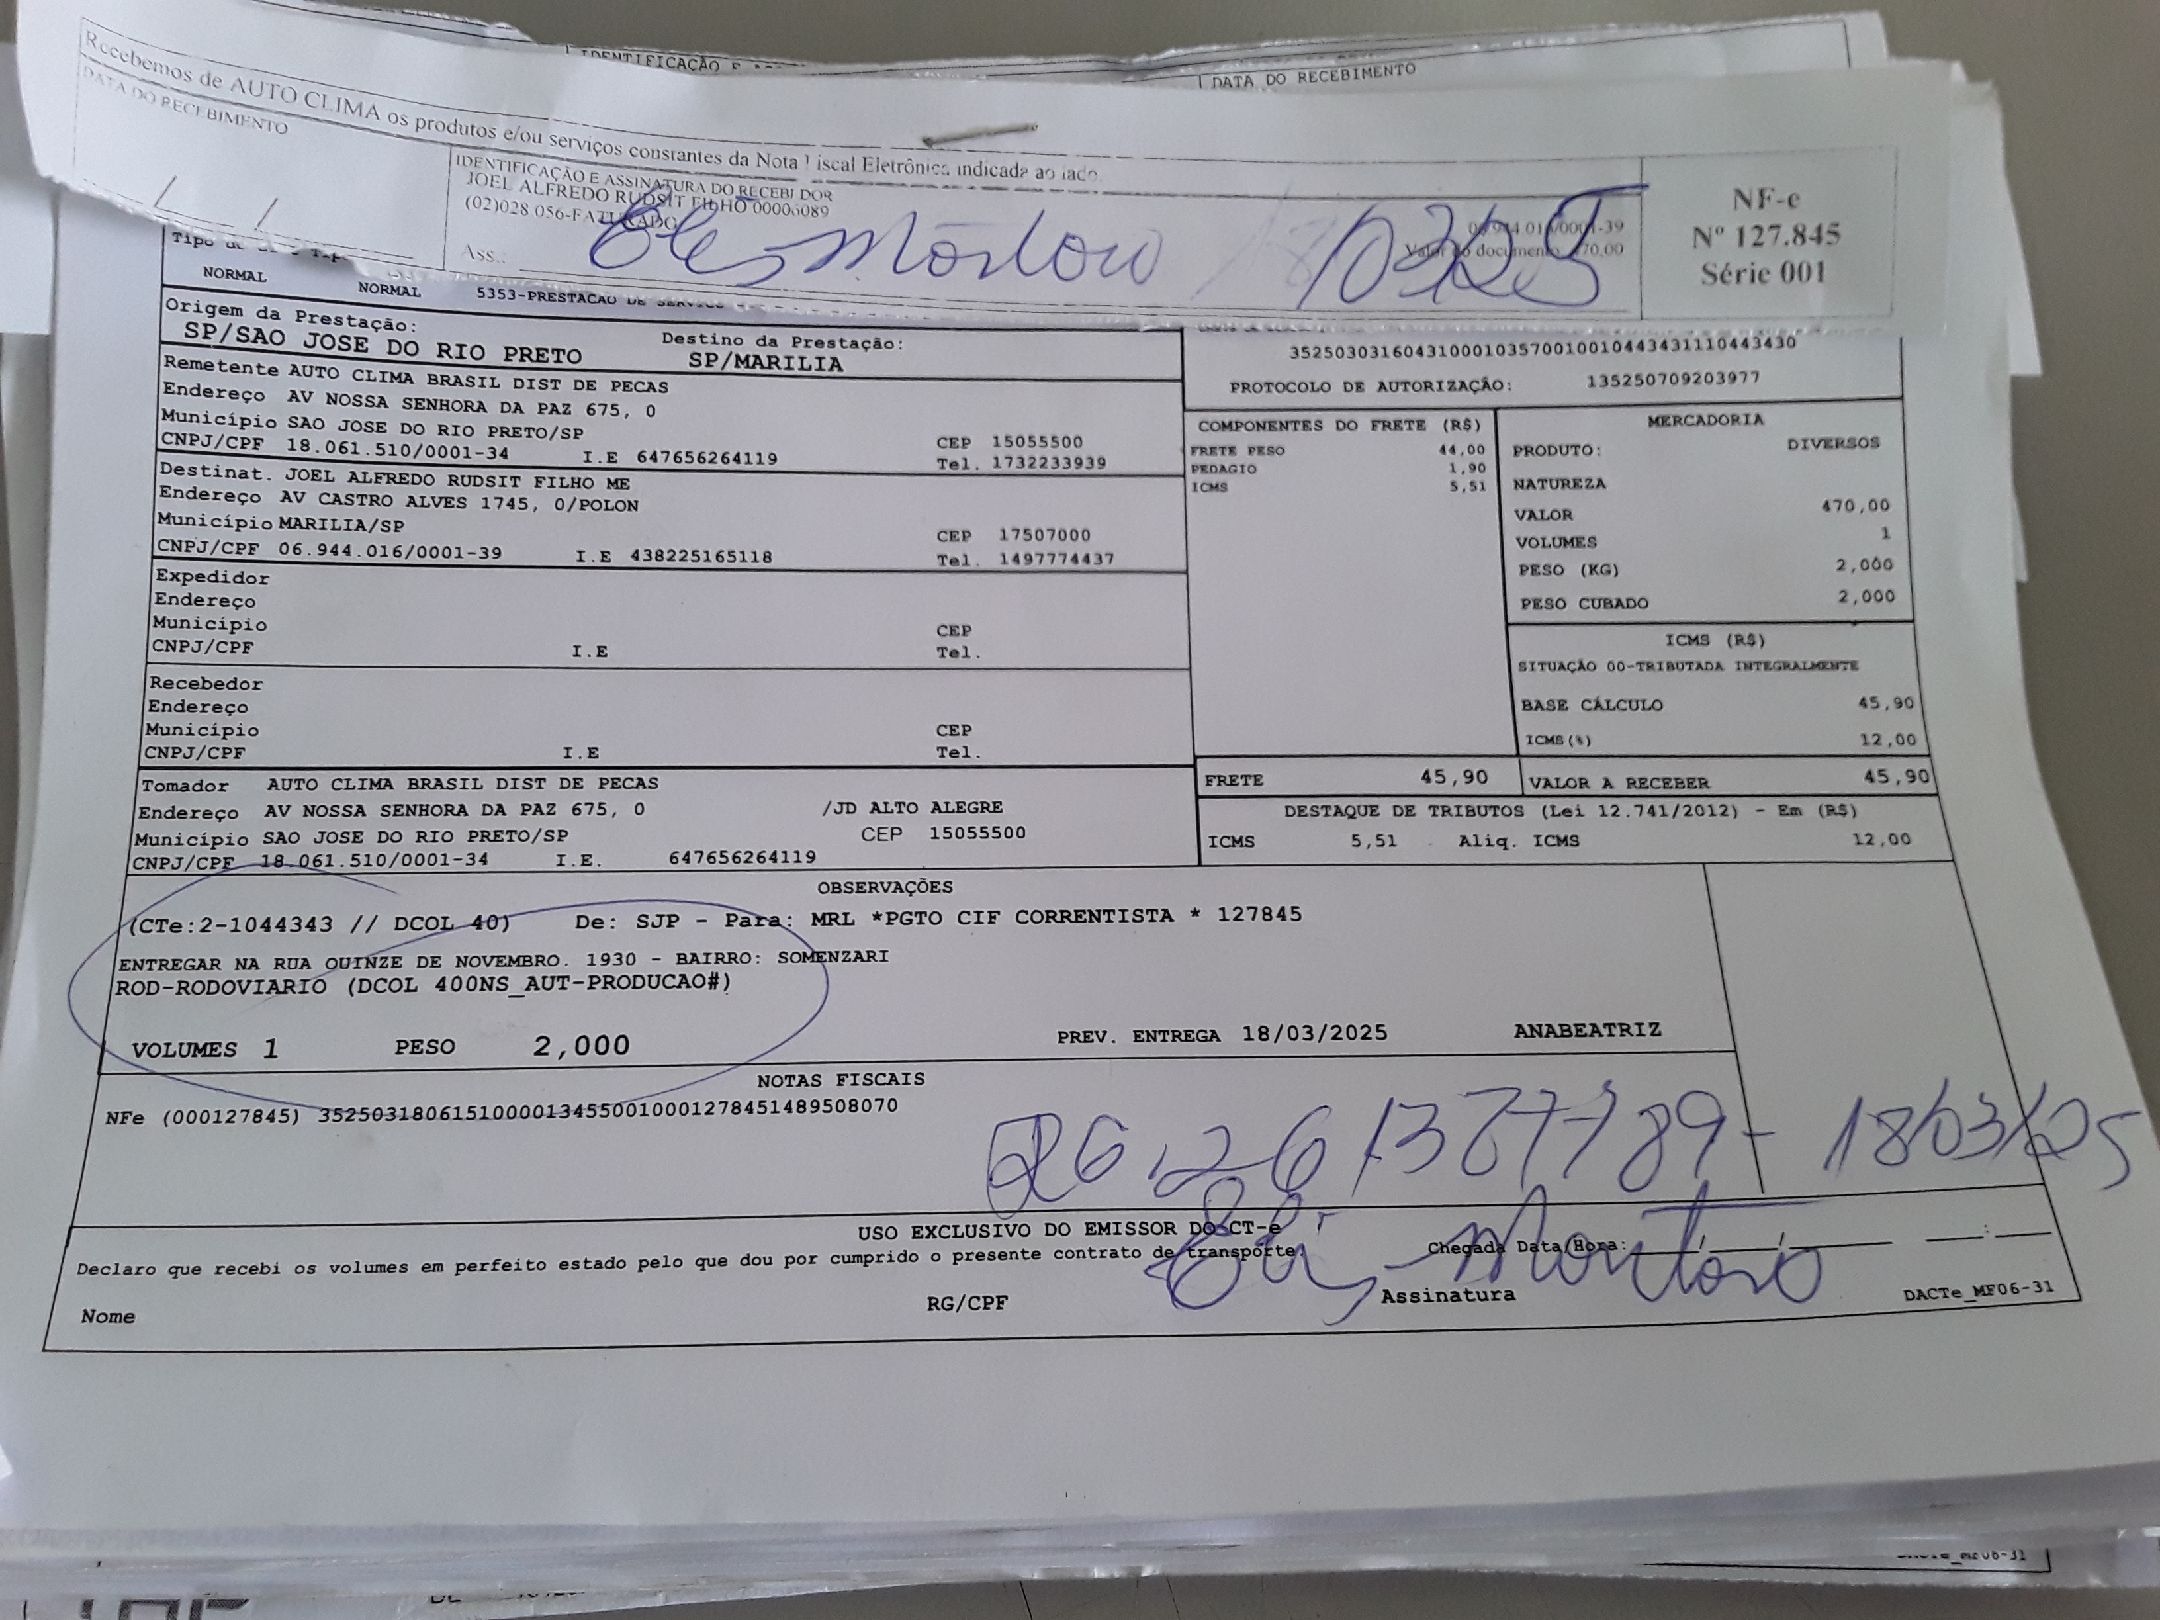 DATA DO RECEBIMENTO
Recebemos de AUTO CLIMA os produtos e/ou serviços constantes da Nota Fiscal Eletrônica indicada ao lado.
DATA DO RECEBIMENTO
IDENTIFICAÇÃO E ASSINATURA DO RECEBEDOR
JOEL ALFREDO RUDSIT FILHO 00006089
(02)028 056-FATURADO
Ass.:
Valor do documento 470,00
NF-e
Nº 127.845
Série 001
NORMAL NORMAL 5353-PRESTACAO DE SERVICO
Origem da Prestação: Destino da Prestação:
SP/SAO JOSE DO RIO PRETO SP/MARILIA
Remetente AUTO CLIMA BRASIL DIST DE PECAS
Endereço AV NOSSA SENHORA DA PAZ 675, 0
Município SAO JOSE DO RIO PRETO/SP CEP 15055500
CNPJ/CPF 18.061.510/0001-34 I.E 647656264119 Tel. 1732233939
Destinat. JOEL ALFREDO RUDSIT FILHO ME
Endereço AV CASTRO ALVES 1745, 0/POLON
Município MARILIA/SP CEP 17507000
CNPJ/CPF 06.944.016/0001-39 I.E 438225165118 Tel. 1497774437
Expedidor
Endereço
Município CEP
CNPJ/CPF I.E Tel.
Recebedor
Endereço
Município CEP
CNPJ/CPF I.E Tel.
Tomador AUTO CLIMA BRASIL DIST DE PECAS
Endereço AV NOSSA SENHORA DA PAZ 675, 0 /JD ALTO ALEGRE
Município SAO JOSE DO RIO PRETO/SP CEP 15055500
CNPJ/CPF 18.061.510/0001-34 I.E. 647656264119
35250303160431000103570010010443431110443430
PROTOCOLO DE AUTORIZAÇÃO: 135250709203977
COMPONENTES DO FRETE (R$)
FRETE PESO 44,00
PEDAGIO 1,90
ICMS 5,51
MERCADORIA
PRODUTO: DIVERSOS
NATUREZA
VALOR 470,00
VOLUMES 1
PESO (KG) 2,000
PESO CUBADO 2,000
ICMS (R$)
SITUAÇÃO 00-TRIBUTADA INTEGRALMENTE
BASE CÁLCULO 45,90
ICMS(%) 12,00
FRETE 45,90 VALOR A RECEBER 45,90
DESTAQUE DE TRIBUTOS (Lei 12.741/2012) - Em (R$)
ICMS 5,51 Aliq. ICMS 12,00
OBSERVAÇÕES
(CTe:2-1044343 // DCOL 40) De: SJP - Para: MRL *PGTO CIF CORRENTISTA * 127845
ENTREGAR NA RUA QUINZE DE NOVEMBRO. 1930 - BAIRRO: SOMENZARI
ROD-RODOVIARIO (DCOL 400NS_AUT-PRODUCAO#)
VOLUMES 1 PESO 2,000 PREV. ENTREGA 18/03/2025 ANABEATRIZ
NOTAS FISCAIS
NFe (000127845) 35250318061510000134550010001278451489508070
18/03/25
USO EXCLUSIVO DO EMISSOR DO CT-e
Declaro que recebi os volumes em perfeito estado pelo que dou por cumprido o presente contrato de transporte. Chegada Data/Hora: / / :
Nome RG/CPF Assinatura DACTe_MF06-31